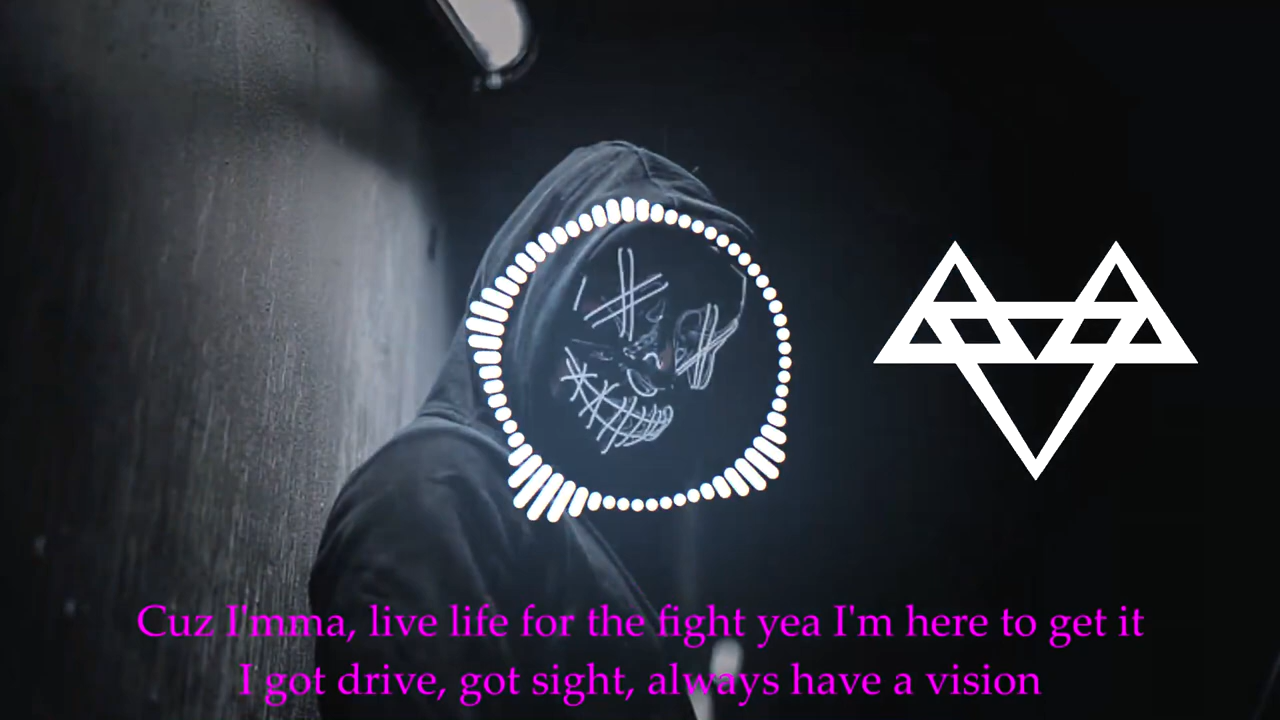 Cuz I'mma, live life for the fight yea I'm here to get it
I got drive, got sight, always have a vision